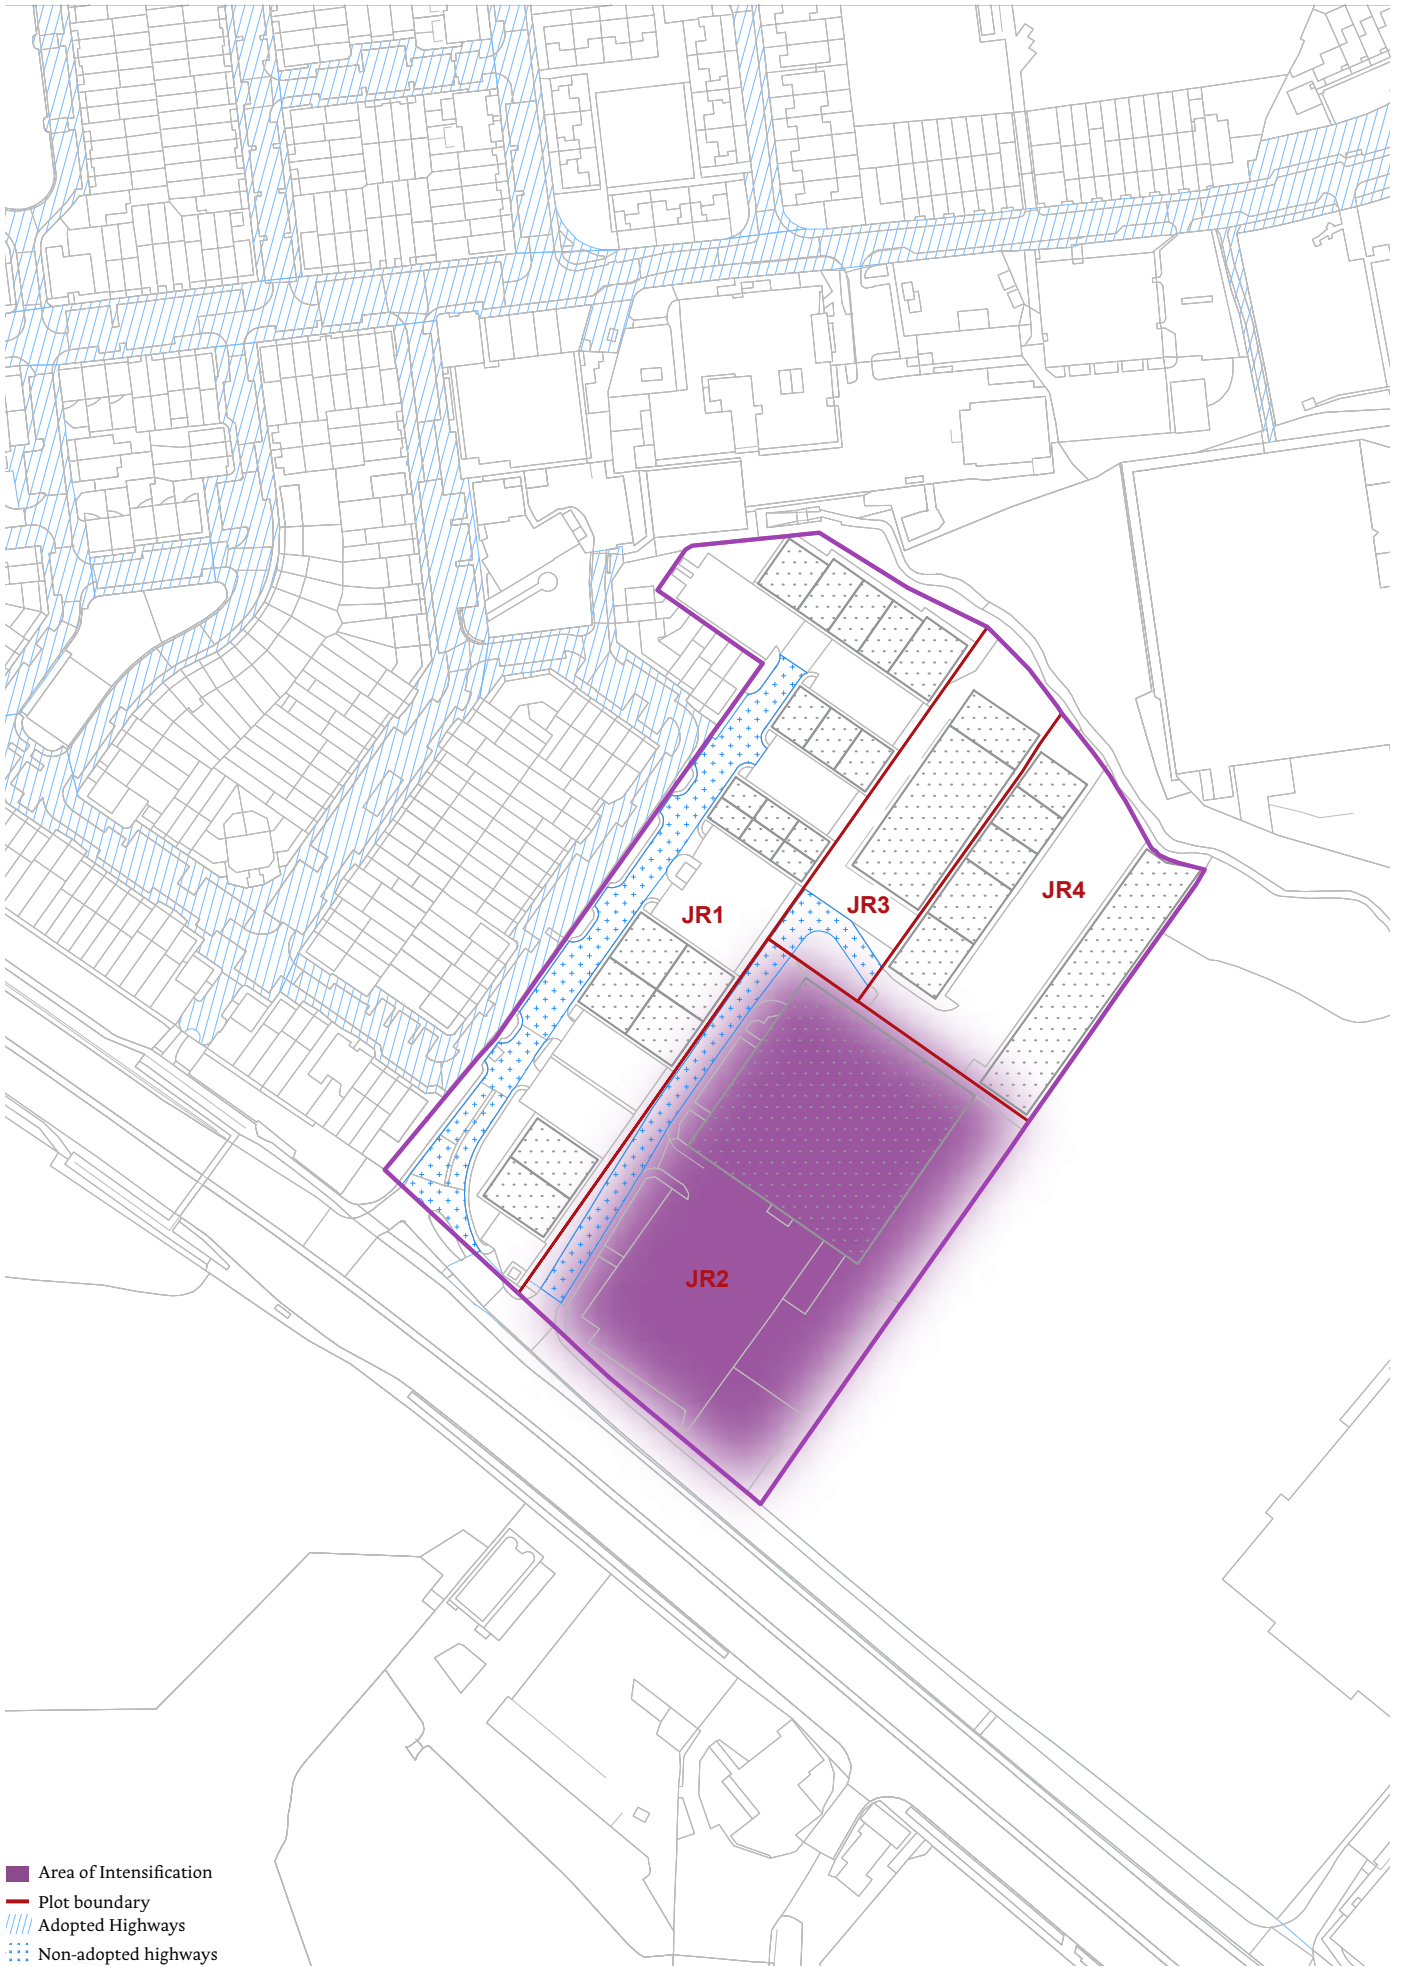 JR4
JR3
JR1
JR2
Area of Intensification
Plot boundary
Adopted Highways
Non-adopted highways